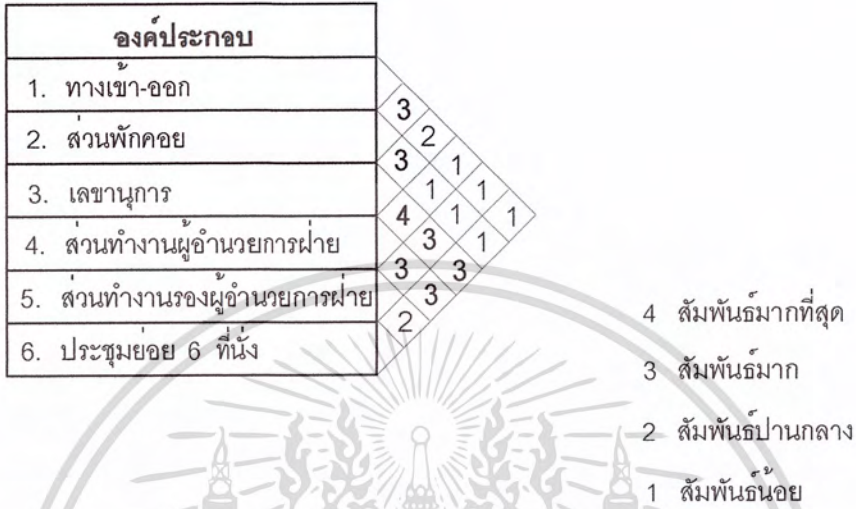 องค์ประกอบ
1. ทางเข้า-ออก
2. ส่วนพักคอย
3. เลขานุการ
4. ส่วนทำงานผู้อำนวยการฝ่าย
5. ส่วนทำงานรองผู้อำนวยการฝ่าย
6. ประชุมย่อย 6 ที่นั่ง
3
2
3 1
1 1
4 1 1
3 1
3 3
3
2
4 สัมพันธ์มากที่สุด
3 สัมพันธ์มาก
2 สัมพันธ์ปานกลาง
1 สัมพันธ์น้อย